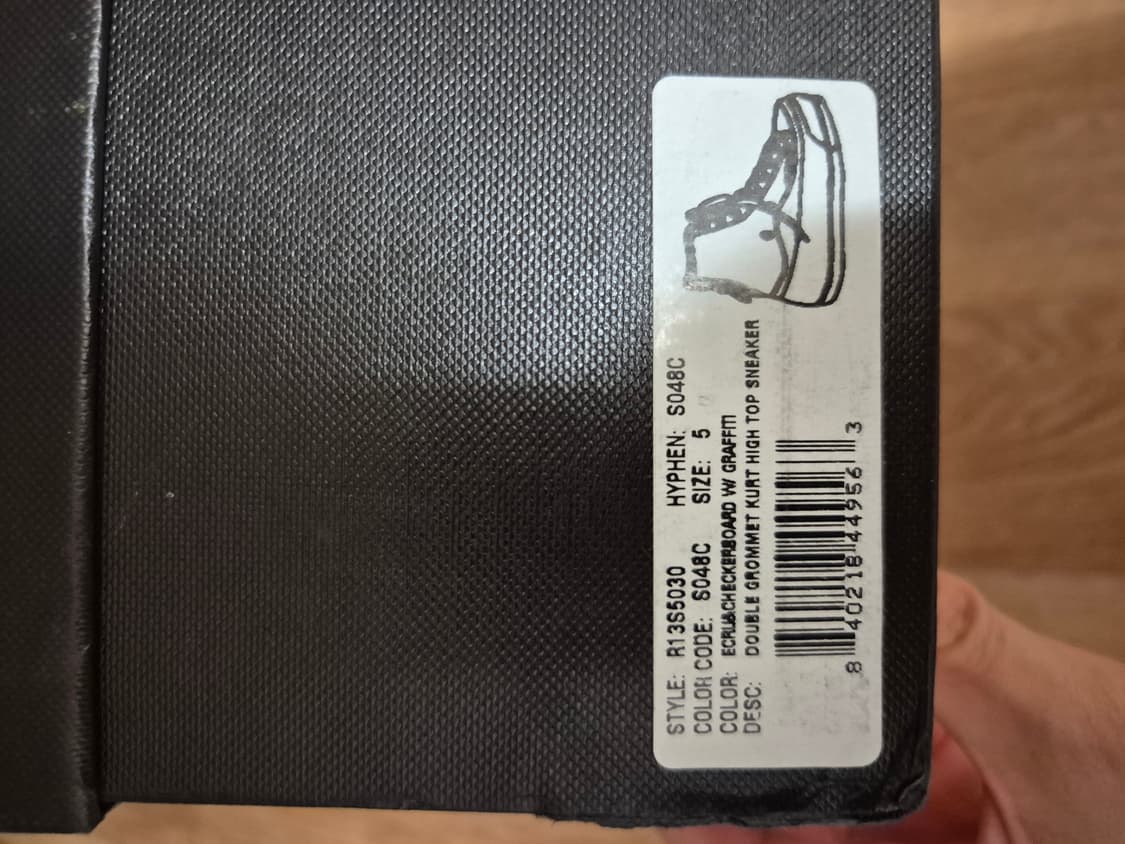 STYLE: R13S5030 HYPHEN: S048C
COLOR CODE: S048C SIZE: 5
COLOR: ECRU&CHECKERBOARD W/ GRAFFITI
DESC: DOUBLE GROMMET KURT HIGH TOP SNEAKER
8 40218 44956 3